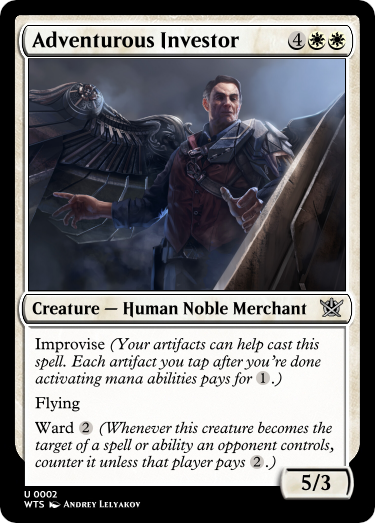 Adventurous Investor 4
Creature — Human Noble Merchant
Improvise (Your artifacts can help cast this
spell. Each artifact you tap after you're done
activating mana abilities pays for 1.)
Flying
Ward 2 (Whenever this creature becomes the
target of a spell or ability an opponent controls,
counter it unless that player pays 2.)
5/3
U 0002
WTS Andrey Lelyakov